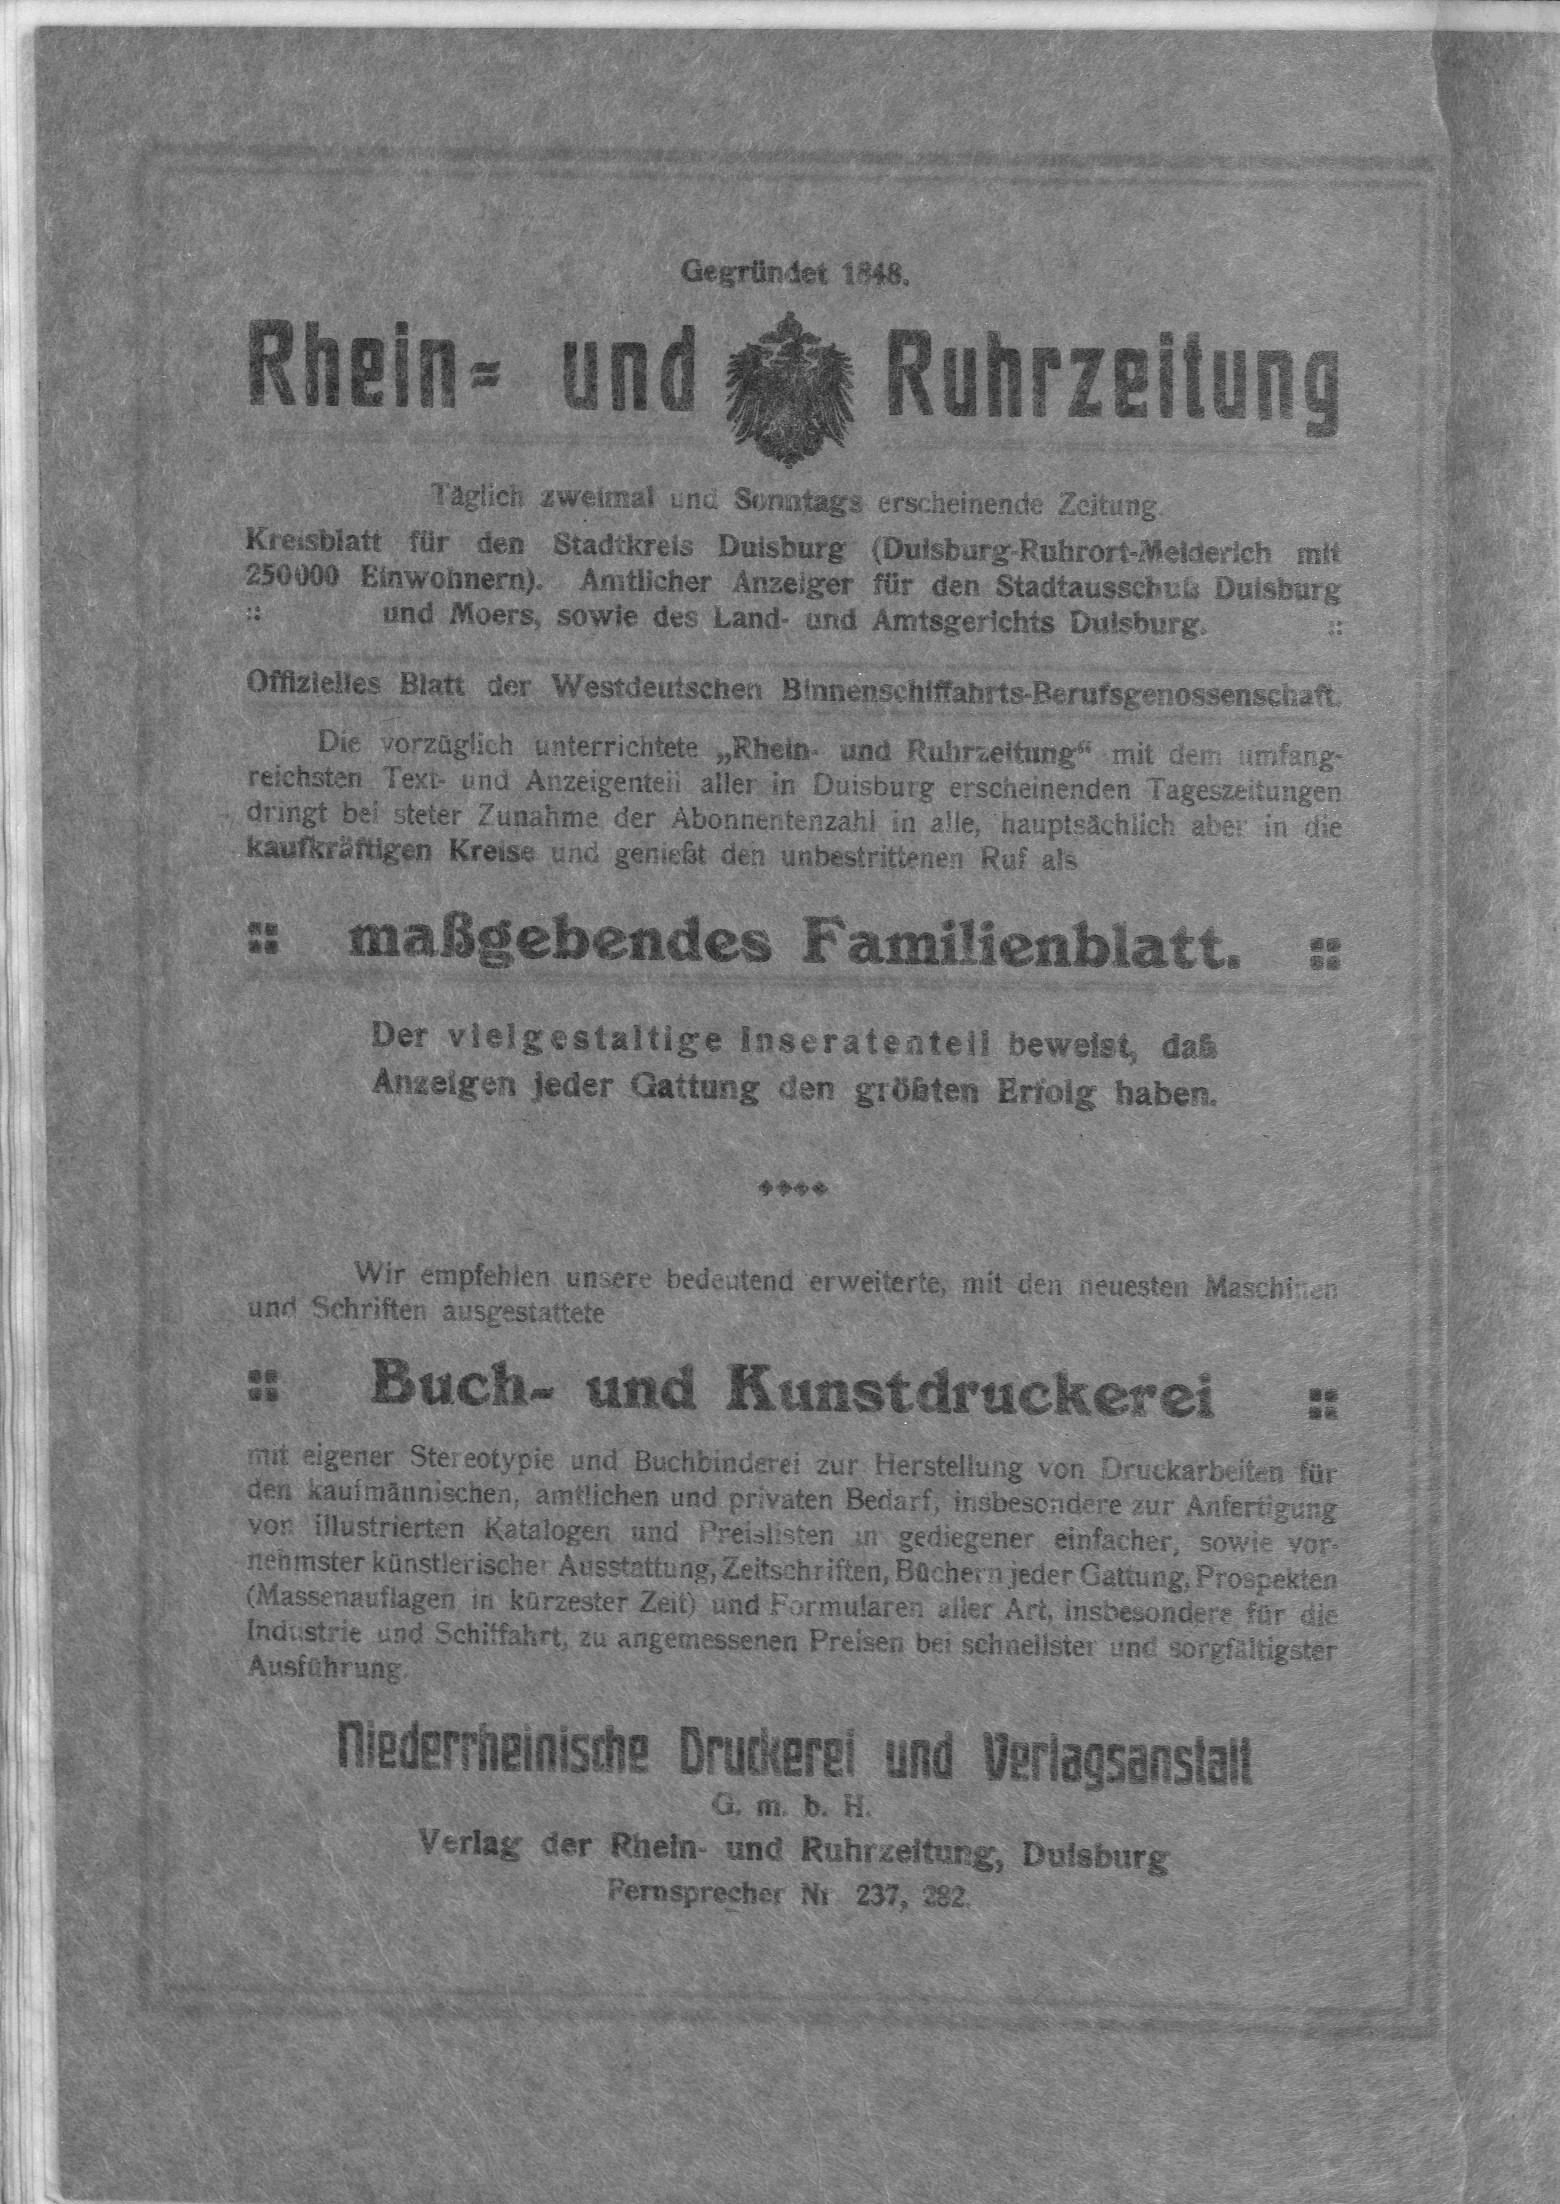 Gegründet 1848.
Rhein- und Ruhrzeitung
Täglich zweimal und Sonntags erscheinende Zeitung.
Kreisblatt für den Stadtkreis Duisburg (Duisburg-Ruhrort-Meiderich mit
250000 Einwohnern). Amtlicher Anzeiger für den Stadtausschuß Duisburg
:: und Moers, sowie des Land- und Amtsgerichts Duisburg. ::
Offizielles Blatt der Westdeutschen Binnenschiffahrts-Berufsgenossenschaft.
Die vorzüglich unterrichtete „Rhein- und Ruhrzeitung“ mit dem umfang-
reichsten Text- und Anzeigenteil aller in Duisburg erscheinenden Tageszeitungen
dringt bei steter Zunahme der Abonnentenzahl in alle, hauptsächlich aber in die
kaufkräftigen Kreise und genießt den unbestrittenen Ruf als
:: maßgebendes Familienblatt. ::
Der vielgestaltige Inseratenteil beweist, daß
Anzeigen jeder Gattung den größten Erfolg haben.
Wir empfehlen unsere bedeutend erweiterte, mit den neuesten Maschinen
und Schriften ausgestattete
:: Buch- und Kunstdruckerei ::
mit eigener Stereotypie und Buchbinderei zur Herstellung von Druckarbeiten für
den kaufmännischen, amtlichen und privaten Bedarf, insbesondere zur Anfertigung
von illustrierten Katalogen und Preislisten in gediegener einfacher, sowie vor-
nehmster künstlerischer Ausstattung, Zeitschriften, Büchern jeder Gattung, Prospekten
(Massenauflagen in kürzester Zeit) und Formularen aller Art, insbesondere für die
Industrie und Schiffahrt, zu angemessenen Preisen bei schnellster und sorgfältigster
Ausführung.
Niederrheinische Druckerei und Verlagsanstalt
G. m. b. H.
Verlag der Rhein- und Ruhrzeitung, Duisburg
Fernsprecher Nr 237, 282.